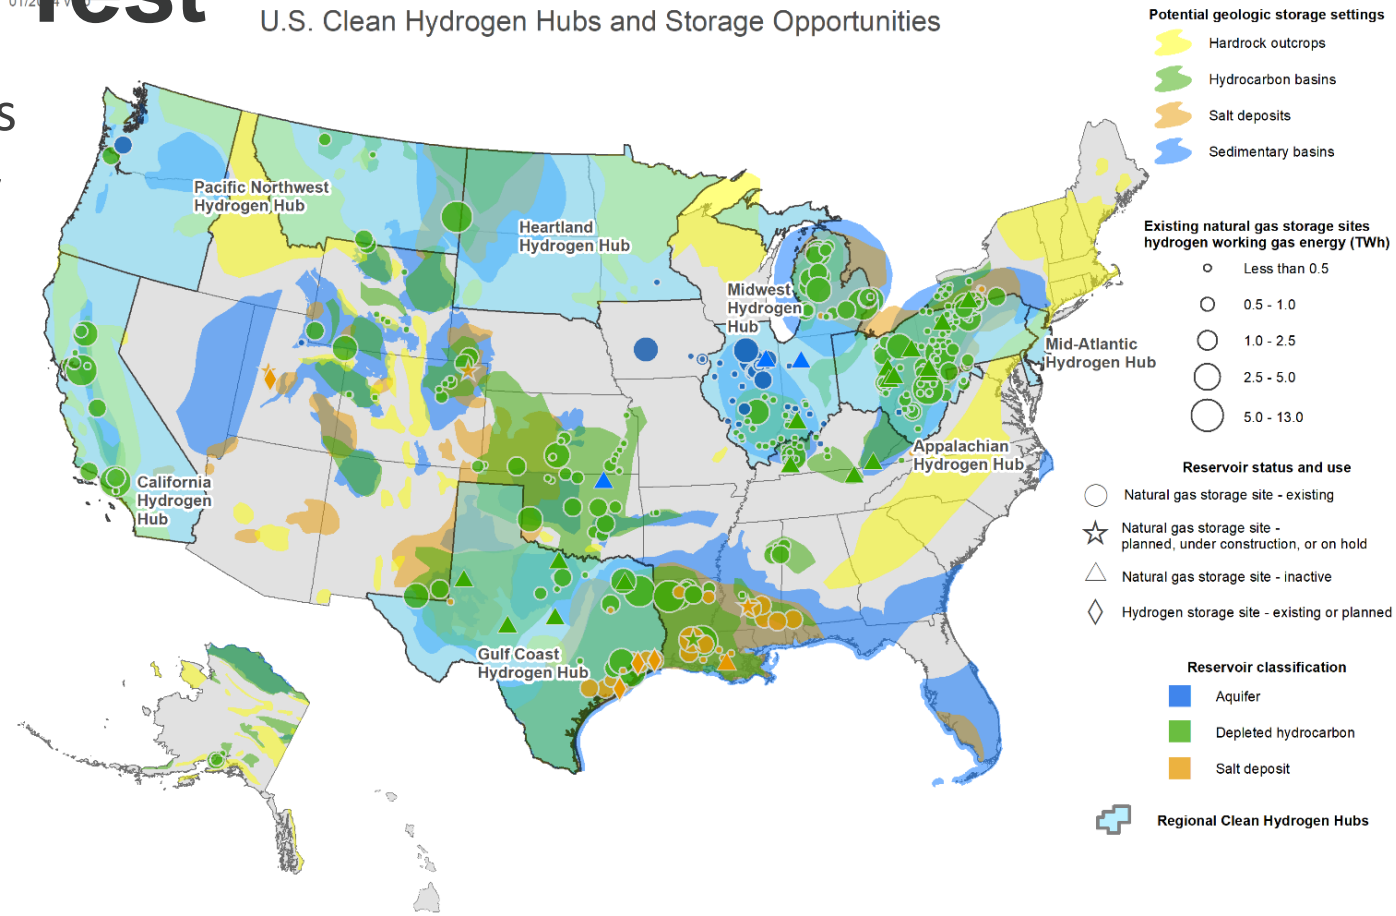 Test
s
U.S. Clean Hydrogen Hubs and Storage Opportunities
Potential geologic storage settings
Hardrock outcrops
Hydrocarbon basins
Salt deposits
Sedimentary basins
Existing natural gas storage sites
hydrogen working gas energy (TWh)
Less than 0.5
0.5 - 1.0
1.0 - 2.5
2.5 - 5.0
5.0 - 13.0
Reservoir status and use
Natural gas storage site - existing
Natural gas storage site -
planned, under construction, or on hold
Natural gas storage site - inactive
Hydrogen storage site - existing or planned
Reservoir classification
Aquifer
Depleted hydrocarbon
Salt deposit
Regional Clean Hydrogen Hubs
Pacific Northwest
Hydrogen Hub
Heartland
Hydrogen Hub
Midwest
Hydrogen
Hub
Mid-Atlantic
Hydrogen Hub
Appalachian
Hydrogen Hub
California
Hydrogen
Hub
Gulf Coast
Hydrogen Hub